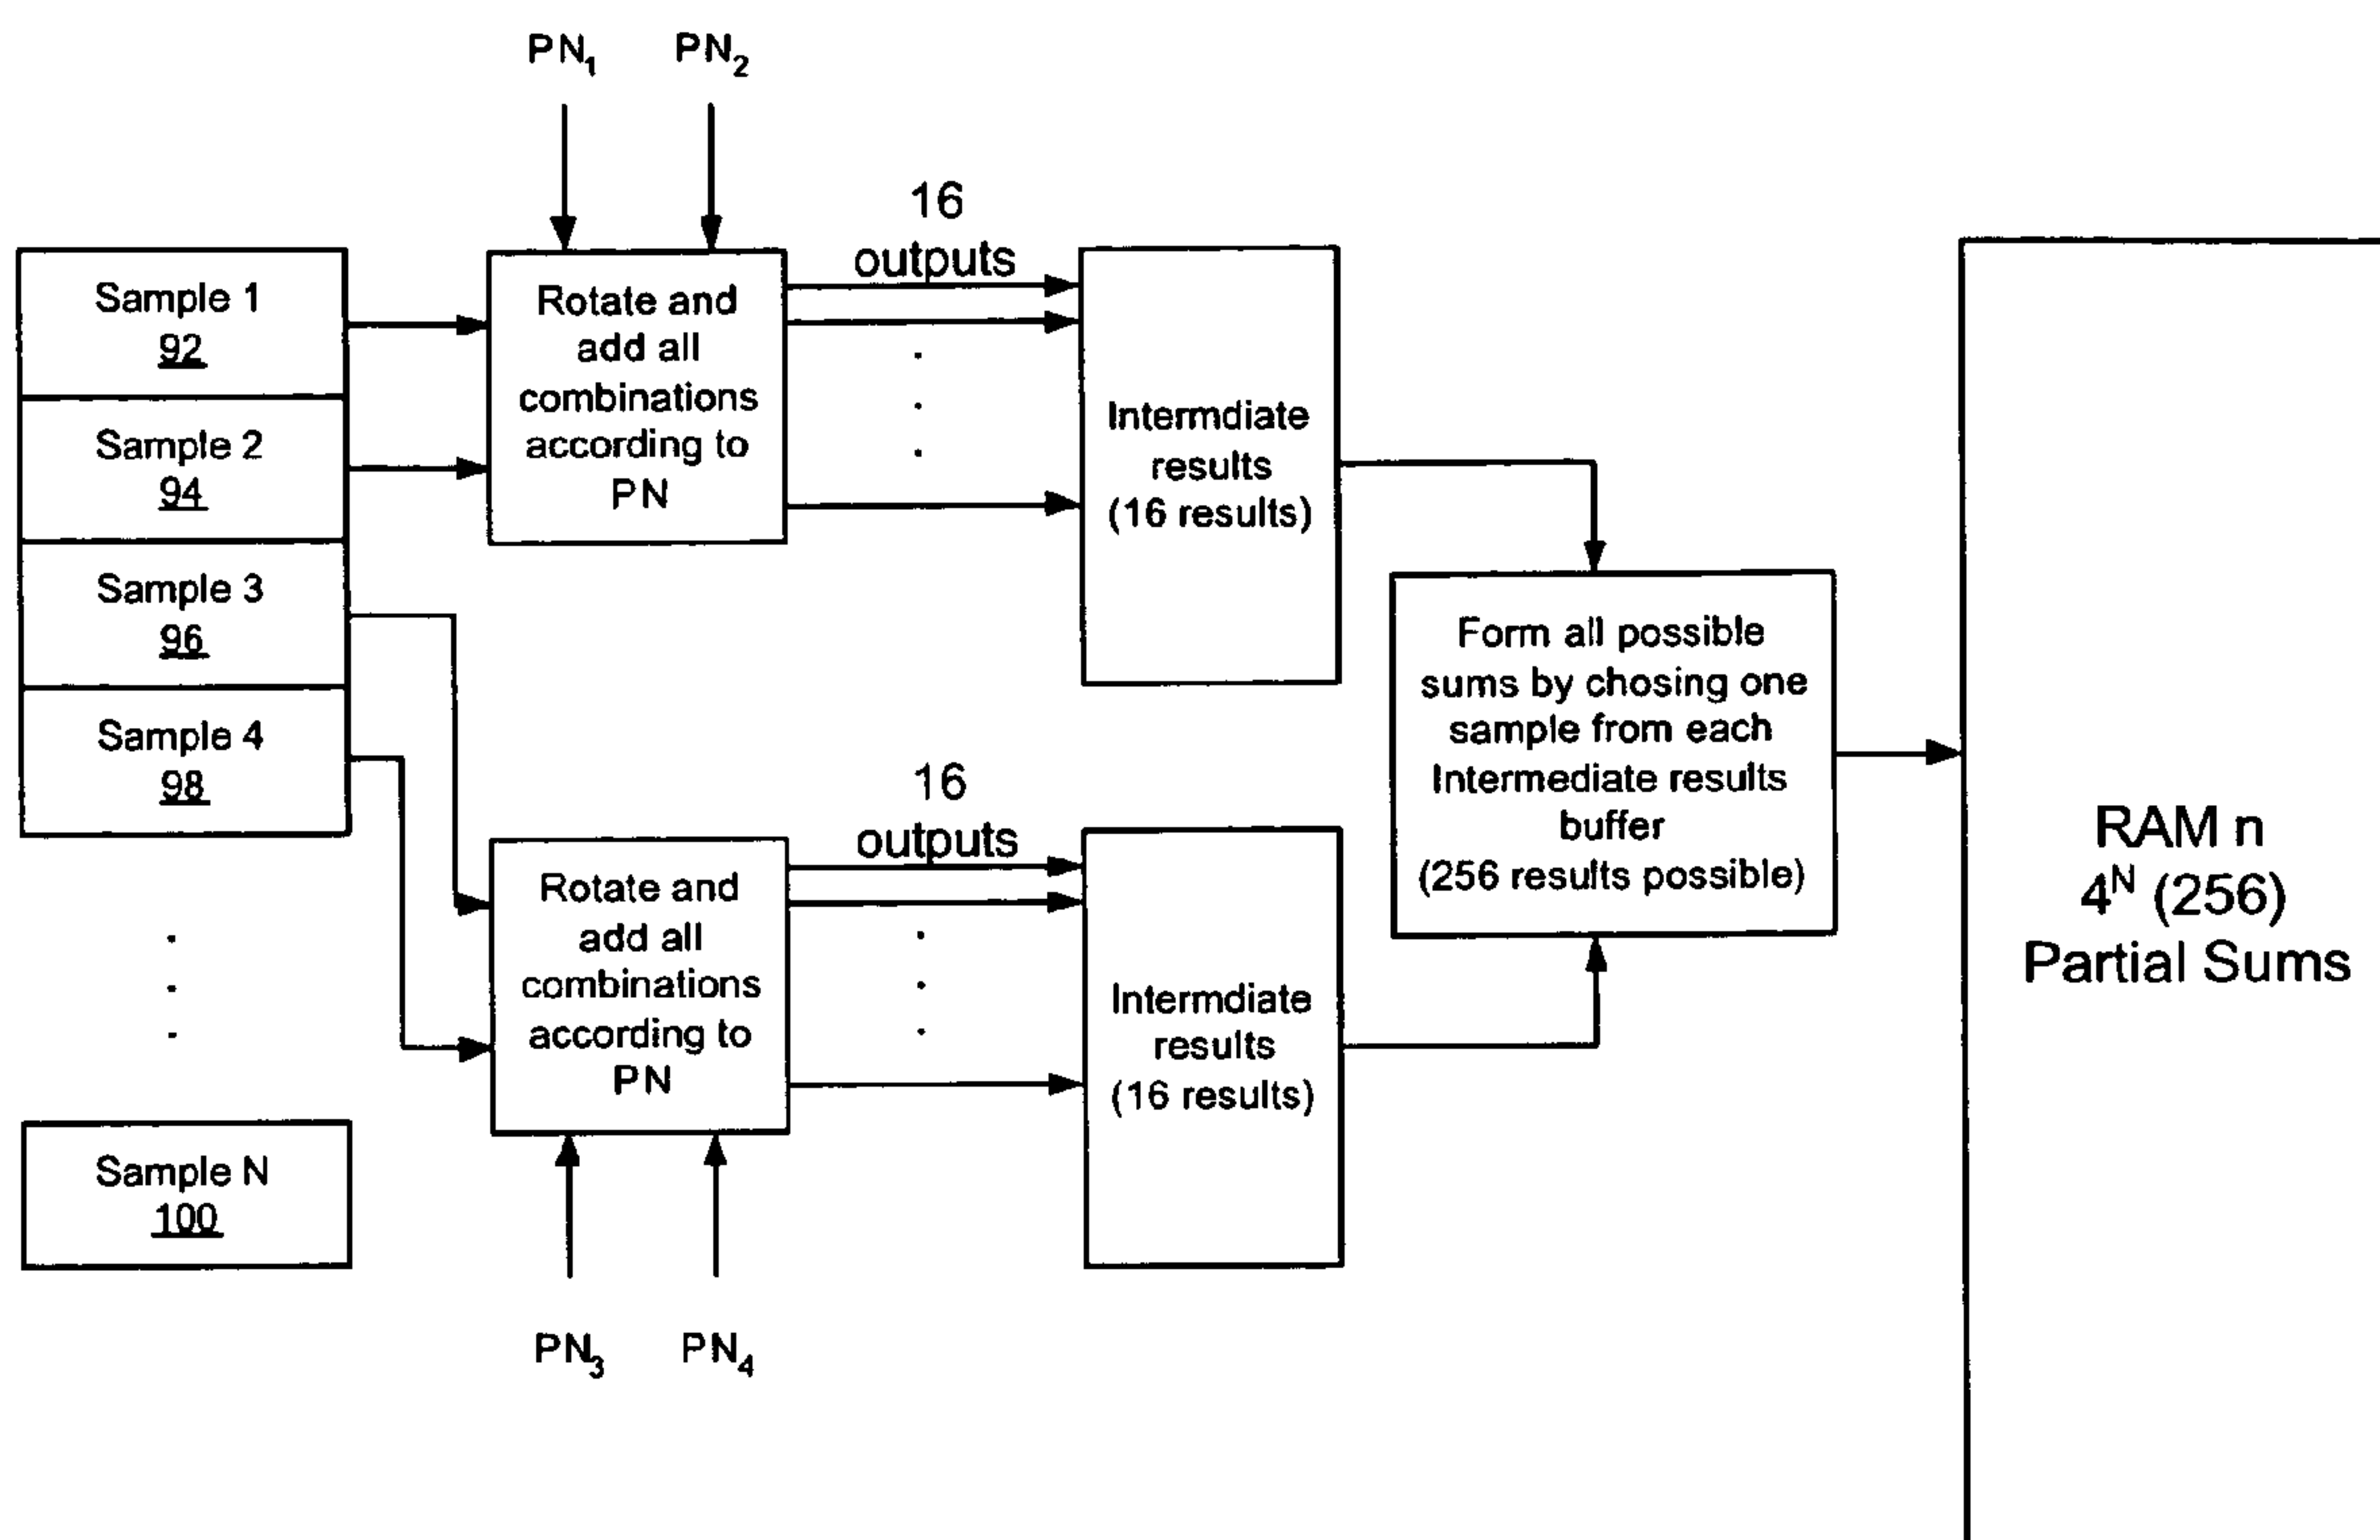 PN₁
PN₂
Sample 1
92
Sample 2
94
Sample 3
96
Sample 4
98
Sample N
100
Rotate and
add all
combinations
according to
PN
16
outputs
Intermdiate
results
(16 results)
Rotate and
add all
combinations
according to
PN
16
outputs
Intermdiate
results
(16 results)
PN₃
PN₄
Form all possible
sums by chosing one
sample from each
Intermediate results
buffer
(256 results possible)
RAM n
4ᴺ (256)
Partial Sums